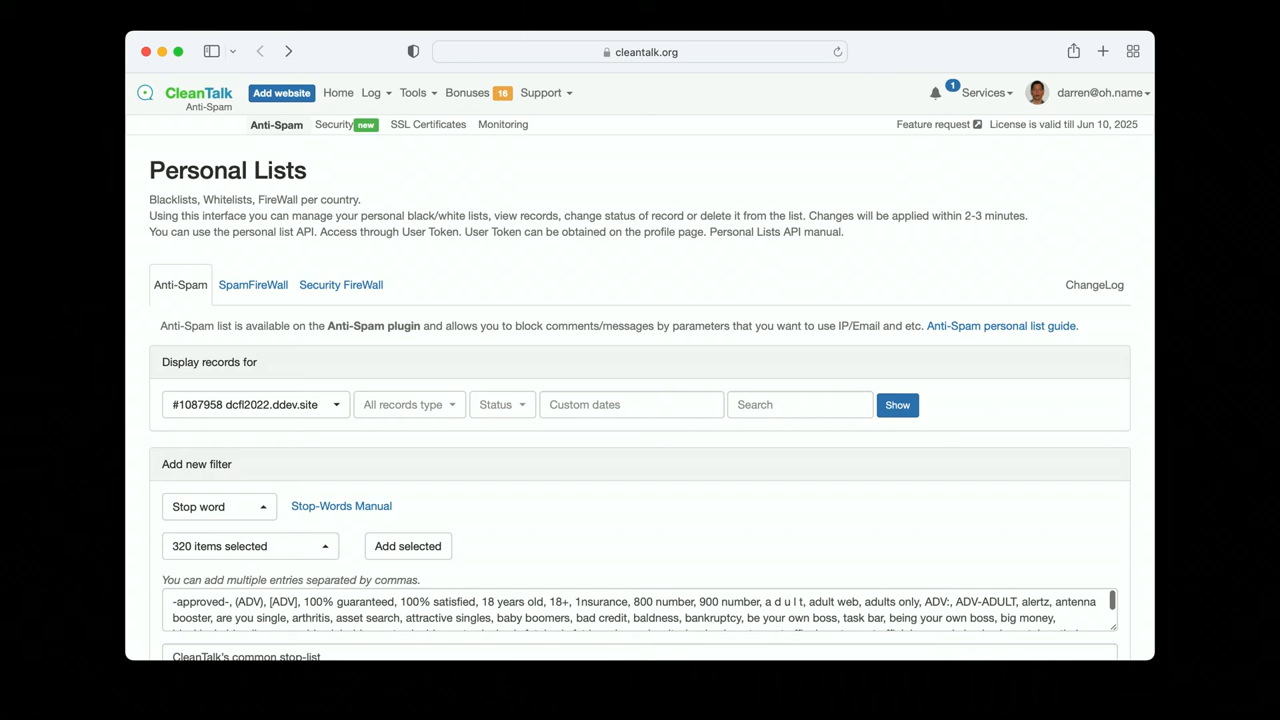 cleantalk.org
CleanTalk
Anti-Spam
Add website Home Log Tools Bonuses 16 Support
1 Services darren@oh.name
Anti-Spam Security new SSL Certificates Monitoring
Feature request License is valid till Jun 10, 2025
Personal Lists
Blacklists, Whitelists, FireWall per country.
Using this interface you can manage your personal black/white lists, view records, change status of record or delete it from the list. Changes will be applied within 2-3 minutes.
You can use the personal list API. Access through User Token. User Token can be obtained on the profile page. Personal Lists API manual.
Anti-Spam SpamFireWall Security FireWall ChangeLog
Anti-Spam list is available on the Anti-Spam plugin and allows you to block comments/messages by parameters that you want to use IP/Email and etc. Anti-Spam personal list guide.
Display records for
#1087958 dcfl2022.ddev.site All records type Status Custom dates Search Show
Add new filter
Stop word Stop-Words Manual
320 items selected Add selected
You can add multiple entries separated by commas.
-approved-, (ADV), [ADV], 100% guaranteed, 100% satisfied, 18 years old, 18+, 1nsurance, 800 number, 900 number, a d u l t, adult web, adults only, ADV:, ADV-ADULT, alertz, antenna
booster, are you single, arthritis, asset search, attractive singles, baby boomers, bad credit, baldness, bankruptcy, be your own boss, task bar, being your own boss, big money,
CleanTalk's common stop-list